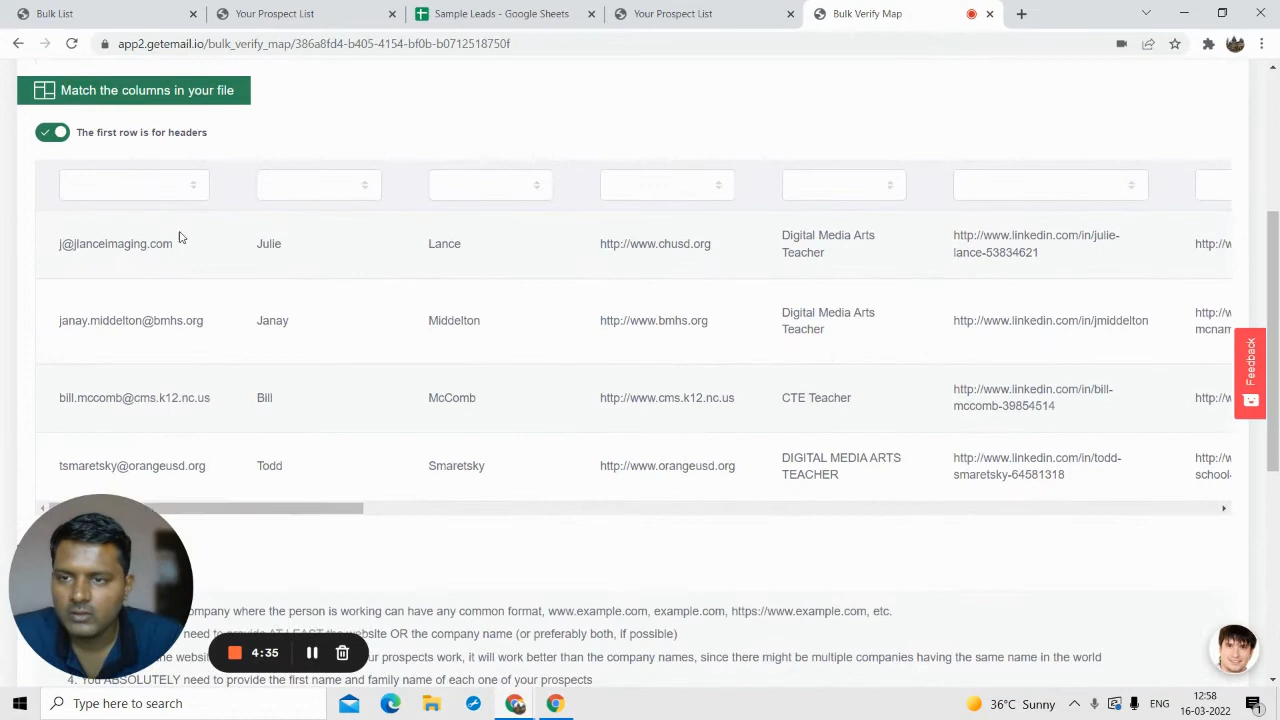 Bulk List
Your Prospect List
Sample Leads - Google Sheets
Your Prospect List
Bulk Verify Map
app2.getemail.io/bulk_verify_map/386a8fd4-b405-4154-bf0b-b0712518750f
Match the columns in your file
The first row is for headers
j@jlanceimaging.com
Julie
Lance
http://www.chusd.org
Digital Media Arts
Teacher
http://www.linkedin.com/in/julie-
lance-53834621
janay.middelton@bmhs.org
Janay
Middelton
http://www.bmhs.org
Digital Media Arts
Teacher
http://www.linkedin.com/in/jmiddelton
bill.mccomb@cms.k12.nc.us
Bill
McComb
http://www.cms.k12.nc.us
CTE Teacher
http://www.linkedin.com/in/bill-
mccomb-39854514
tsmaretsky@orangeusd.org
Todd
Smaretsky
http://www.orangeusd.org
DIGITAL MEDIA ARTS
TEACHER
http://www.linkedin.com/in/todd-
smaretsky-64581318
Feedback
company where the person is working can have any common format, www.example.com, example.com, https://www.example.com, etc.
need to provide AT LEAST the website OR the company name (or preferably both, if possible)
your prospects work, it will work better than the company names, since there might be multiple companies having the same name in the world
4. You ABSOLUTELY need to provide the first name and family name of each one of your prospects
4:35
Type here to search
36°C Sunny
ENG
12:58
16-03-2022